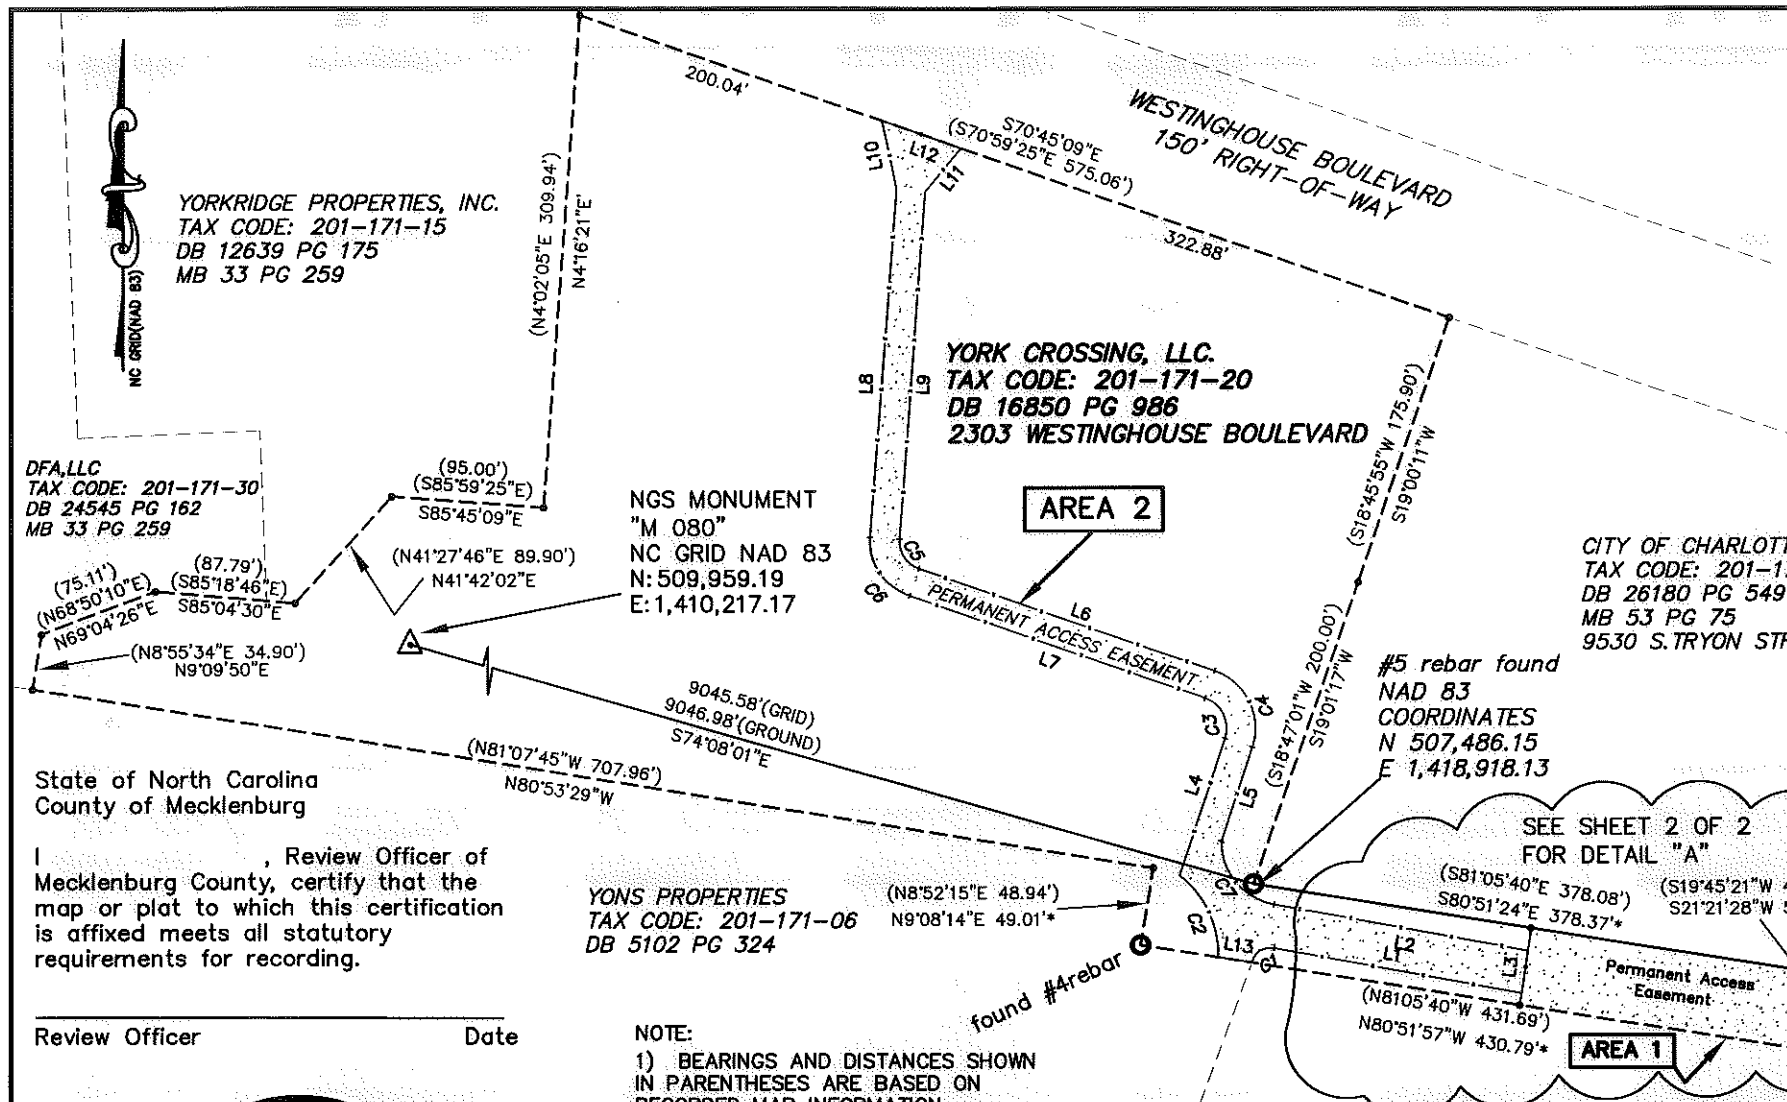 200.04'
S70°45'09"E
(S70°59'25"E 575.06')
WESTINGHOUSE BOULEVARD
150' RIGHT-OF-WAY
L10
L12
L11
322.88'
NC GRID(NAD 83)
YORKRIDGE PROPERTIES, INC.
TAX CODE: 201-171-15
DB 12639 PG 175
MB 33 PG 259
(N4°02'05"E 309.94')
N4°16'21"E
L8
L9
YORK CROSSING, LLC.
TAX CODE: 201-171-20
DB 16850 PG 986
2303 WESTINGHOUSE BOULEVARD
(S18°45'55"W 175.90')
S19°00'11"W
DFA,LLC
TAX CODE: 201-171-30
DB 24545 PG 162
MB 33 PG 259
(95.00')
(S85°59'25"E)
S85°45'09"E
NGS MONUMENT
"M 080"
NC GRID NAD 83
N: 509,959.19
E: 1,410,217.17
AREA 2
(N41°27'46"E 89.90')
N41°42'02"E
(87.79')
(S85°18'46"E)
S85°04'30"E
(75.11')
(N68°50'10"E)
N69°04'26"E
(N8°55'34"E 34.90')
N9°09'50"E
C5
C6
PERMANENT ACCESS EASEMENT
L6
L7
CITY OF CHARLOTT
TAX CODE: 201-1
DB 26180 PG 549
MB 53 PG 75
9530 S.TRYON ST
#5 rebar found
NAD 83
COORDINATES
N 507,486.15
E 1,418,918.13
(S18°47'01"W 200.00')
S19°01'17"W
C3
C4
L4
L5
9045.58'(GRID)
9046.98'(GROUND)
S74°08'01"E
(N81°07'45"W 707.96')
N80°53'29"W
State of North Carolina
County of Mecklenburg
I , Review Officer of
Mecklenburg County, certify that the
map or plat to which this certification
is affixed meets all statutory
requirements for recording.
Review Officer Date
YONS PROPERTIES
TAX CODE: 201-171-06
DB 5102 PG 324
(N8°52'15"E 48.94')
N9°08'14"E 49.01'*
found #4rebar
C7
C2
L13
L2
L1
L3
SEE SHEET 2 OF 2
FOR DETAIL "A"
(S81°05'40"E 378.08')
S80°51'24"E 378.37'*
(S19°45'21"W
S21°21'28"W
Permanent Access
Easement
(N81°05'40"W 431.69')
N80°51'57"W 430.79'*
AREA 1
NOTE:
1) BEARINGS AND DISTANCES SHOWN
IN PARENTHESES ARE BASED ON
RECORDED MAP INFORMATION